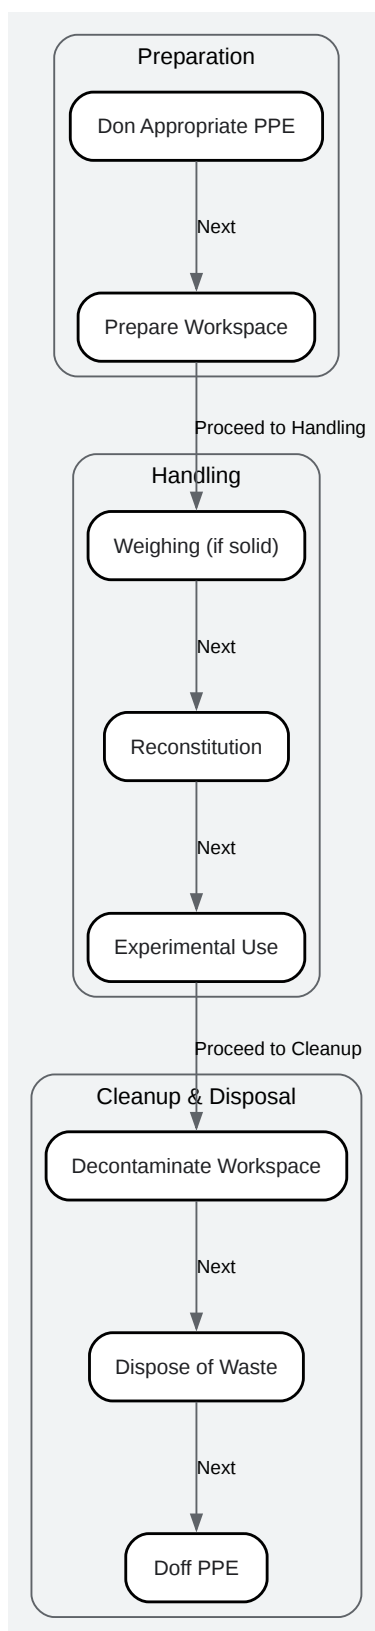 Preparation
Don Appropriate PPE
Next
Prepare Workspace
Proceed to Handling
Handling
Weighing (if solid)
Next
Reconstitution
Next
Experimental Use
Proceed to Cleanup
Cleanup & Disposal
Decontaminate Workspace
Next
Dispose of Waste
Next
Doff PPE